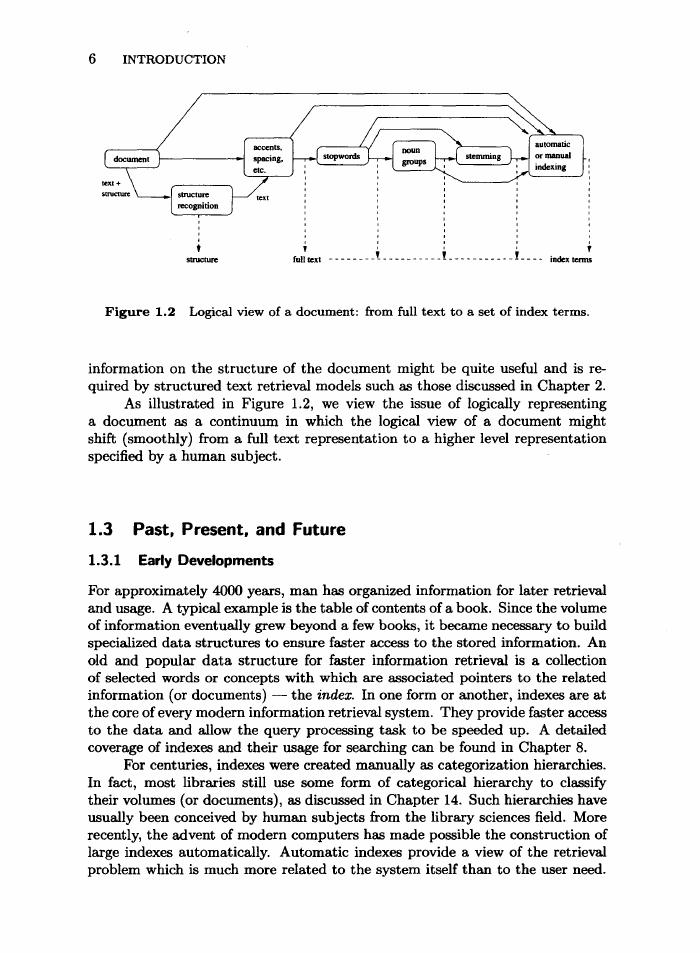 6 INTRODUCTION
document
text +
structure
structure
recognition
accents,
spacing,
etc.
text
stopwords
noun
groups
stemming
automatic
or manual
indexing
structure
full text
index terms
Figure 1.2 Logical view of a document: from full text to a set of index terms.
information on the structure of the document might be quite useful and is re-
quired by structured text retrieval models such as those discussed in Chapter 2.
As illustrated in Figure 1.2, we view the issue of logically representing
a document as a continuum in which the logical view of a document might
shift (smoothly) from a full text representation to a higher level representation
specified by a human subject.
1.3 Past, Present, and Future
1.3.1 Early Developments
For approximately 4000 years, man has organized information for later retrieval
and usage. A typical example is the table of contents of a book. Since the volume
of information eventually grew beyond a few books, it became necessary to build
specialized data structures to ensure faster access to the stored information. An
old and popular data structure for faster information retrieval is a collection
of selected words or concepts with which are associated pointers to the related
information (or documents) — the index. In one form or another, indexes are at
the core of every modern information retrieval system. They provide faster access
to the data and allow the query processing task to be speeded up. A detailed
coverage of indexes and their usage for searching can be found in Chapter 8.
For centuries, indexes were created manually as categorization hierarchies.
In fact, most libraries still use some form of categorical hierarchy to classify
their volumes (or documents), as discussed in Chapter 14. Such hierarchies have
usually been conceived by human subjects from the library sciences field. More
recently, the advent of modern computers has made possible the construction of
large indexes automatically. Automatic indexes provide a view of the retrieval
problem which is much more related to the system itself than to the user need.